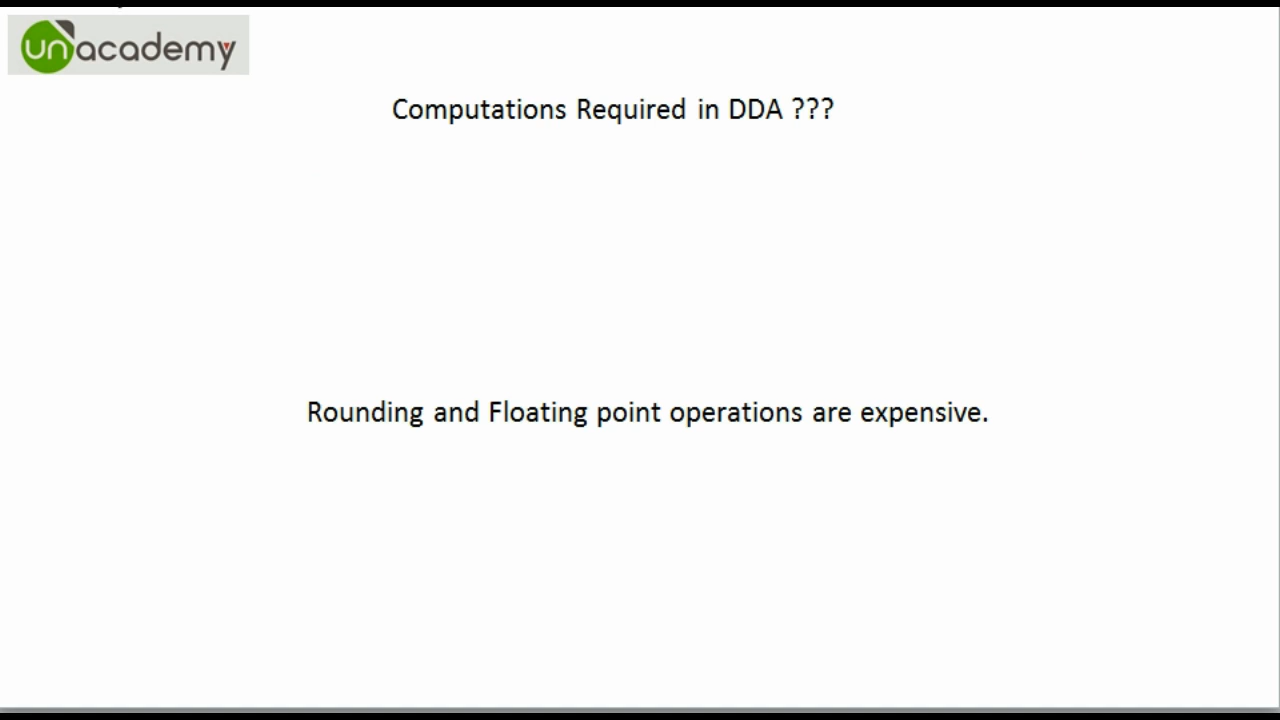 unacademy
Computations Required in DDA ???
Rounding and Floating point operations are expensive.